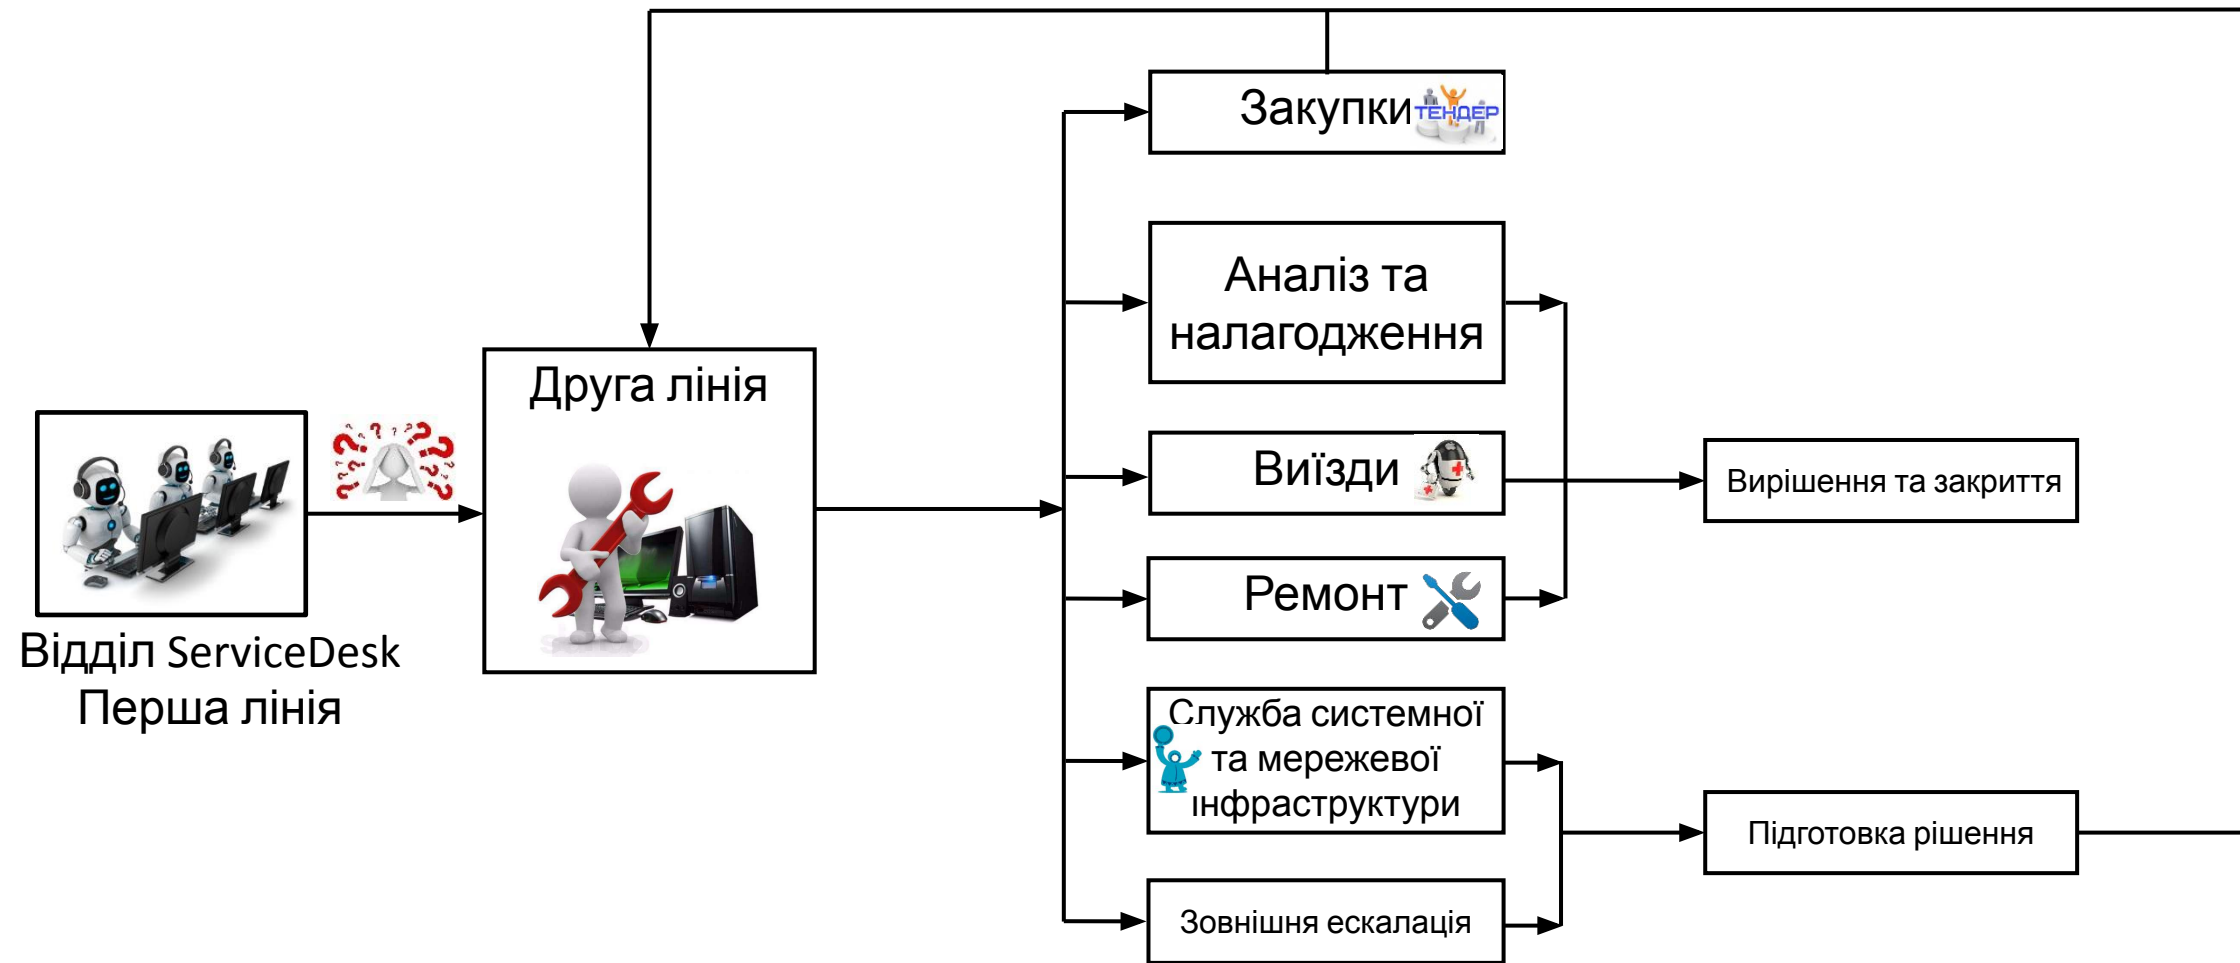 Закупки
ТЕНДЕР
Аналіз та
налагодження
Друга лінія
Виїзди
Вирішення та закриття
Ремонт
Відділ ServiceDesk
Перша лінія
Служба системної
та мережевої
інфраструктури
Підготовка рішення
Зовнішня ескалація